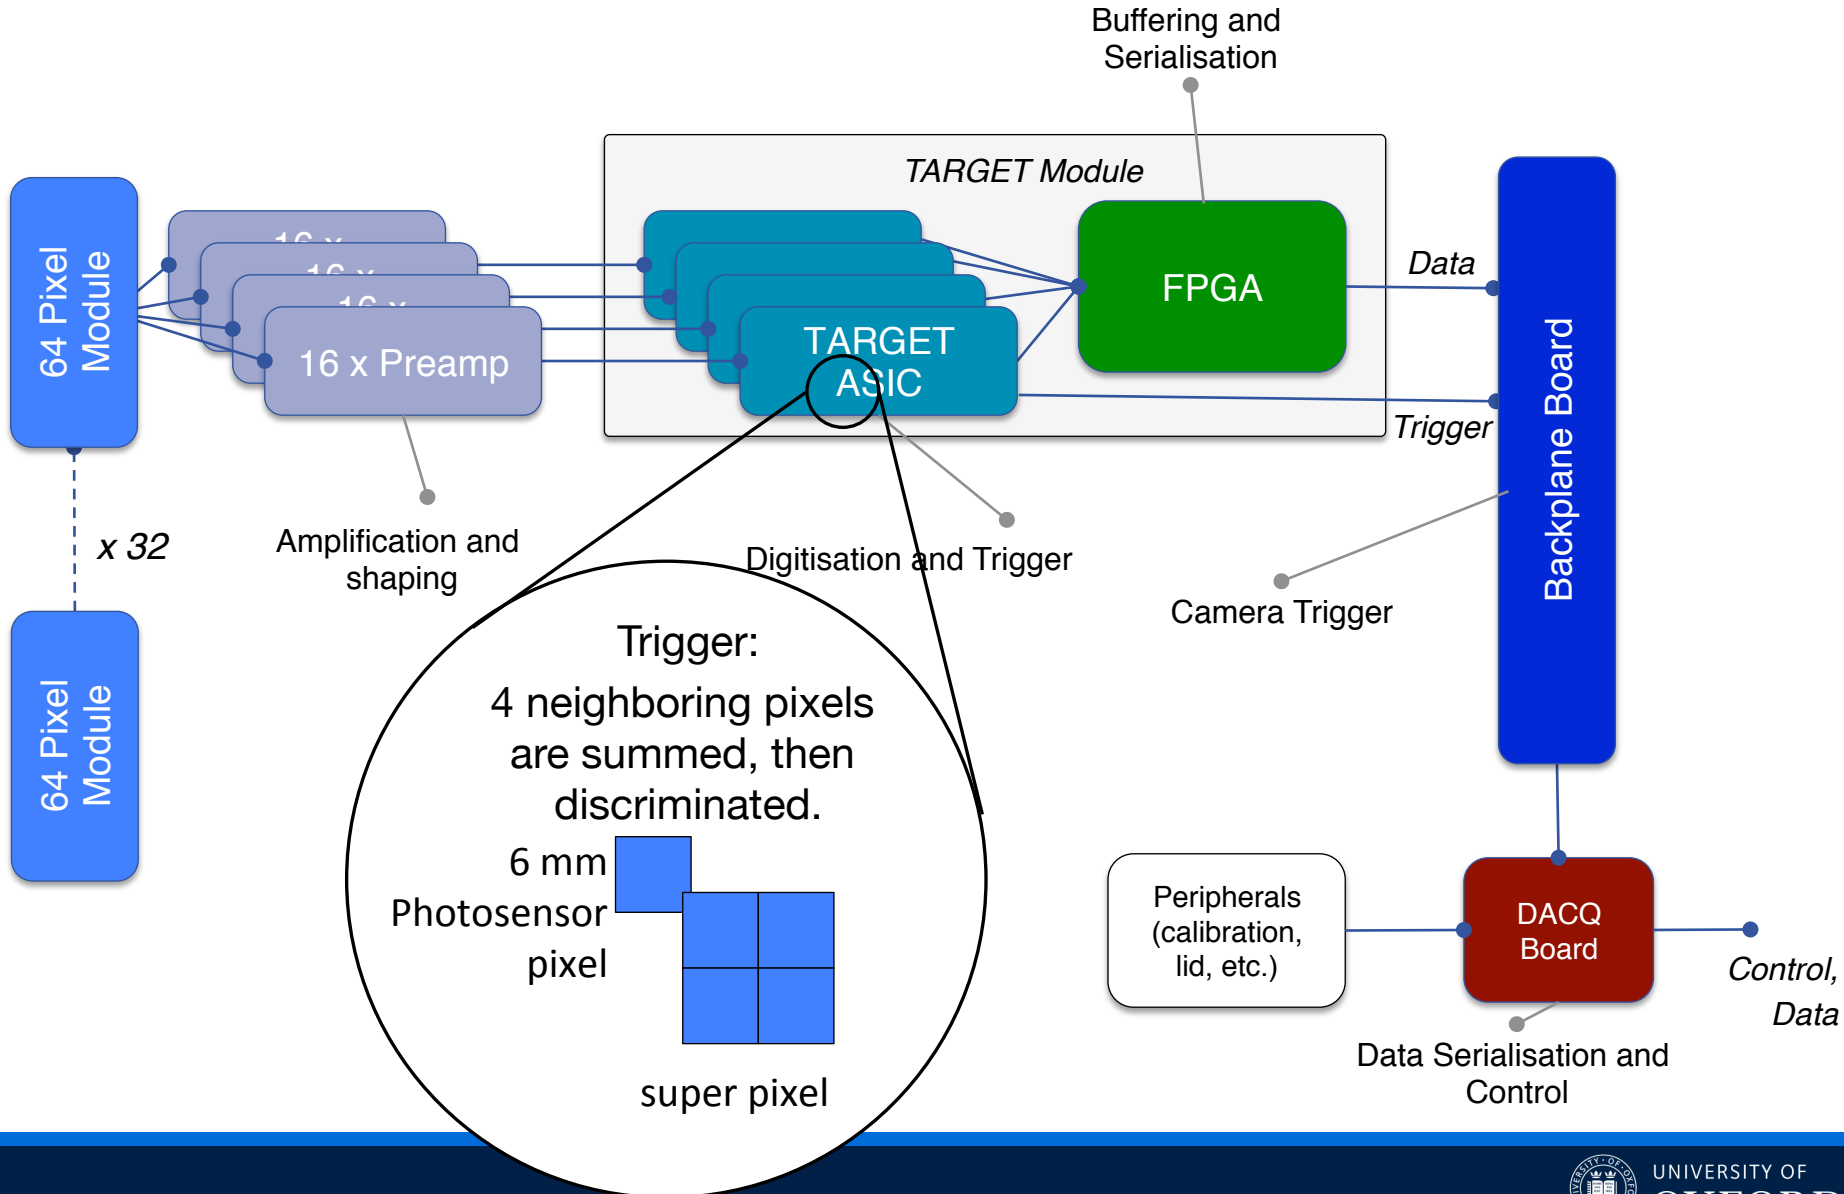 Buffering and
Serialisation
TARGET Module
64 Pixel
Module
16 x
16 x
16 x
16 x Preamp
TARGET
ASIC
FPGA
Data
Trigger
Backplane Board
x 32
Amplification and
shaping
Digitisation and Trigger
Camera Trigger
64 Pixel
Module
Trigger:
4 neighboring pixels
are summed, then
discriminated.
6 mm
Photosensor
pixel
super pixel
Peripherals
(calibration,
lid, etc.)
DACQ
Board
Control,
Data
Data Serialisation and
Control
UNIVERSITY OF